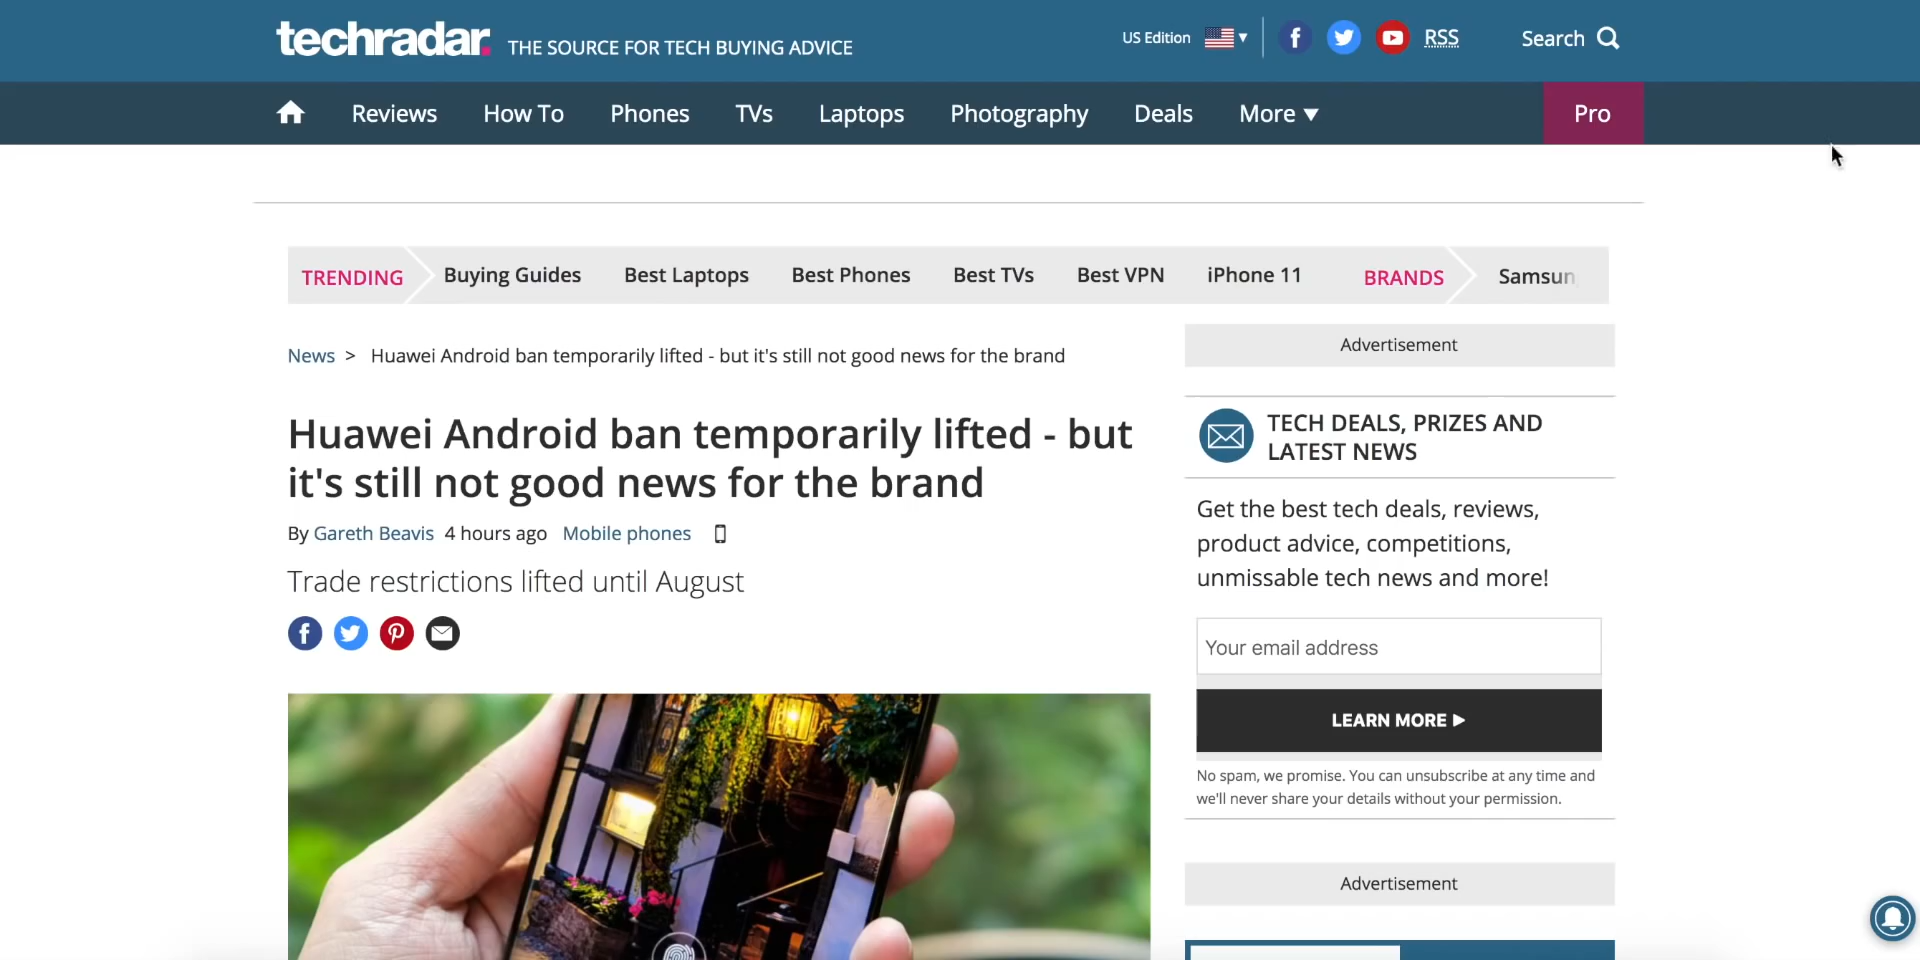 techradar.
THE SOURCE FOR TECH BUYING ADVICE
US Edition
RSS
Search
Reviews
How To
Phones
TVs
Laptops
Photography
Deals
More
Pro
TRENDING
Buying Guides
Best Laptops
Best Phones
Best TVs
Best VPN
iPhone 11
BRANDS
Samsun
News > Huawei Android ban temporarily lifted - but it's still not good news for the brand
Huawei Android ban temporarily lifted - but
it's still not good news for the brand
By Gareth Beavis 4 hours ago Mobile phones
Trade restrictions lifted until August
Advertisement
TECH DEALS, PRIZES AND
LATEST NEWS
Get the best tech deals, reviews,
product advice, competitions,
unmissable tech news and more!
Your email address
LEARN MORE
No spam, we promise. You can unsubscribe at any time and
we'll never share your details without your permission.
Advertisement